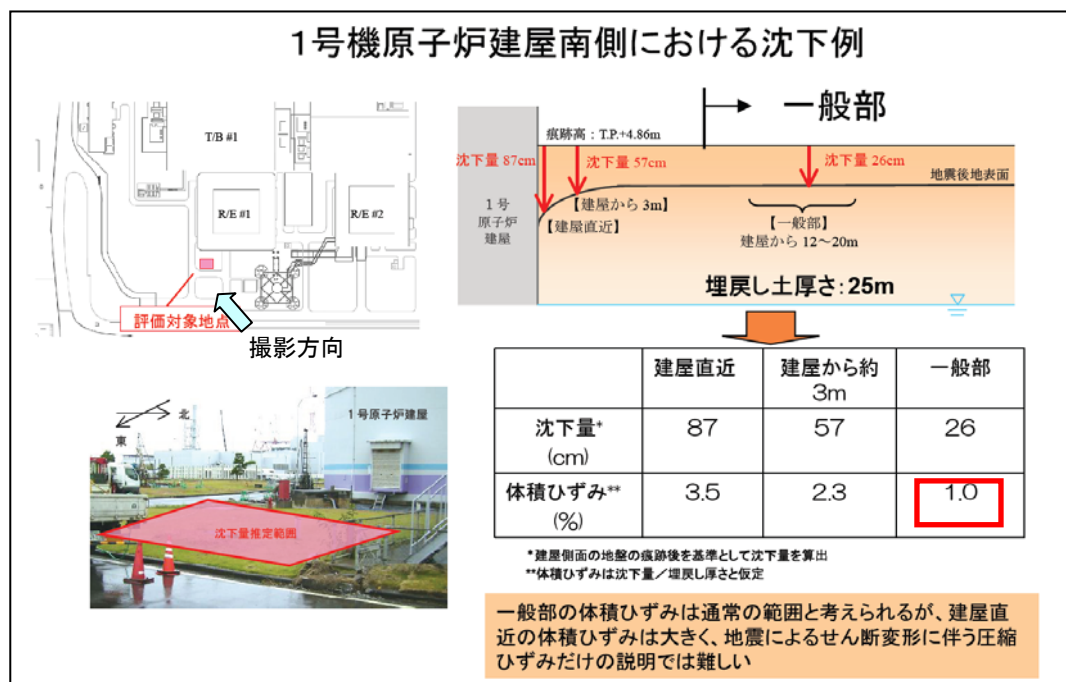 1号機原子炉建屋南側における沈下例
T/B #1
R/E #1
R/E #2
評価対象地点
撮影方向
一般部
痕跡高：T.P.+4.86m
沈下量 87cm
沈下量 57cm
沈下量 26cm
地震後地表面
1 号
原子炉
建屋
【建屋から 3m】
【建屋直近】
【一般部】
建屋から 12～20m
埋戻し土厚さ：25m
建屋直近
建屋から約
3m
一般部
沈下量*
(cm)
87
57
26
体積ひずみ**
(%)
3.5
2.3
1.0
*建屋側面の地盤の痕跡後を基準として沈下量を算出
**体積ひずみは沈下量／埋戻し厚さと仮定
北
東
1号原子炉建屋
沈下量推定範囲
一般部の体積ひずみは通常の範囲と考えられるが、建屋直
近の体積ひずみは大きく、地震によるせん断変形に伴う圧縮
ひずみだけの説明では難しい